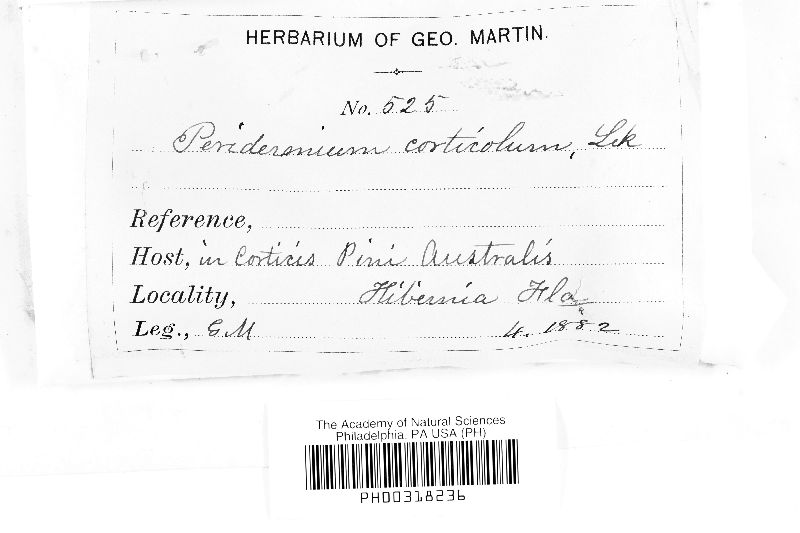 HERBARIUM OF GEO. MARTIN.
No. 525
Peridermium corticolum, Lk
Reference,
Host, in Corticis Pini Australis
Locality, Hibernia Fla
Leg., G. M 4. 1882
The Academy of Natural Sciences
Philadelphia, PA USA (PH)
PH00318236